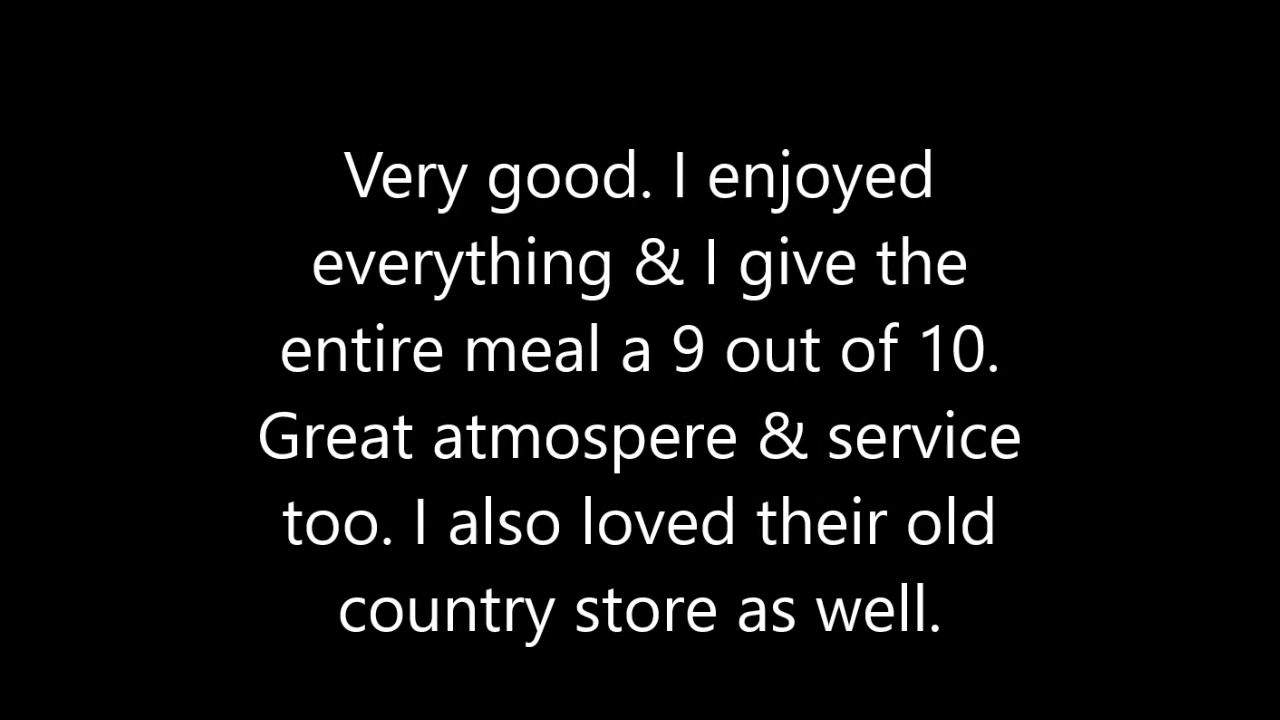 Very good. I enjoyed
everything & I give the
entire meal a 9 out of 10.
Great atmospere & service
too. I also loved their old
country store as well.